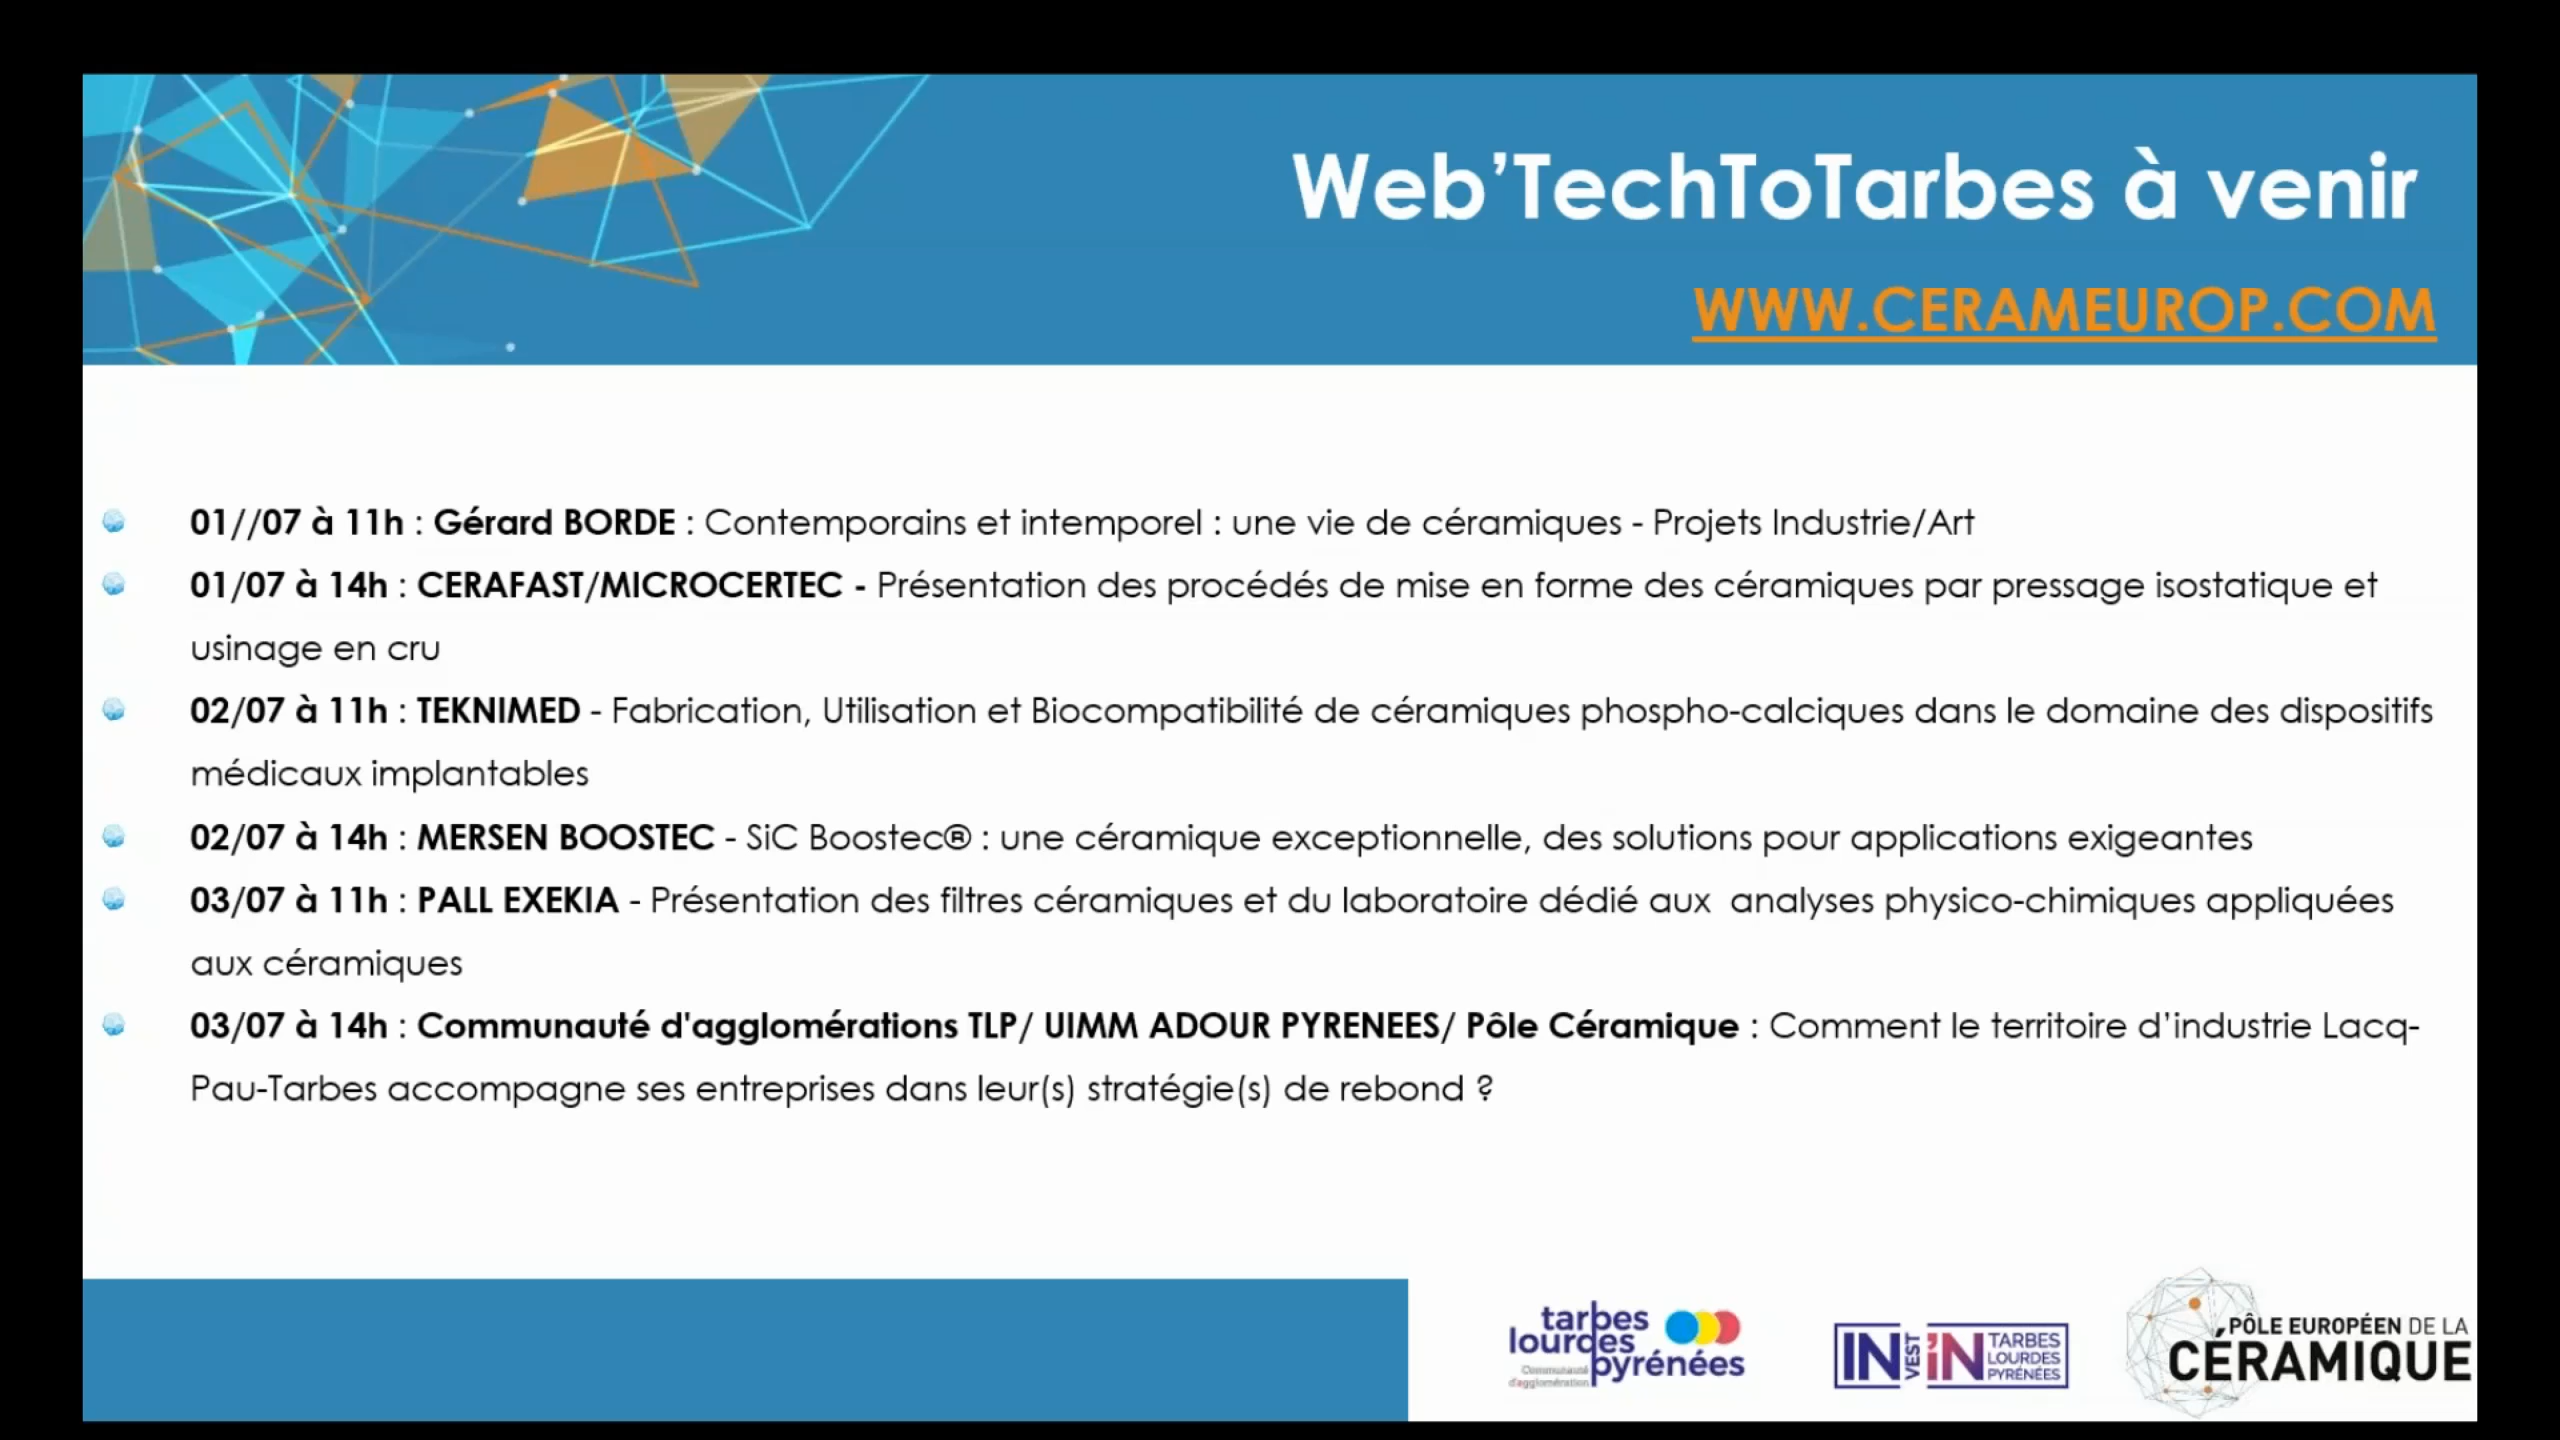 Web’TechToTarbes à venir
WWW.CERAMEUROP.COM
01//07 à 11h : Gérard BORDE : Contemporains et intemporel : une vie de céramiques - Projets Industrie/Art
01/07 à 14h : CERAFAST/MICROCERTEC - Présentation des procédés de mise en forme des céramiques par pressage isostatique et
usinage en cru
02/07 à 11h : TEKNIMED - Fabrication, Utilisation et Biocompatibilité de céramiques phospho-calciques dans le domaine des dispositifs
médicaux implantables
02/07 à 14h : MERSEN BOOSTEC - SiC Boostec® : une céramique exceptionnelle, des solutions pour applications exigeantes
03/07 à 11h : PALL EXEKIA - Présentation des filtres céramiques et du laboratoire dédié aux  analyses physico-chimiques appliquées
aux céramiques
03/07 à 14h : Communauté d'agglomérations TLP/ UIMM ADOUR PYRENEES/ Pôle Céramique : Comment le territoire d’industrie Lacq-
Pau-Tarbes accompagne ses entreprises dans leur(s) stratégie(s) de rebond ?
tarbes
lourdes
pyrénées
Communauté
d'agglomération
INVEST
iN
TARBES
LOURDES
PYRÉNÉES
PÔLE EUROPÉEN DE LA
CÉRAMIQUE